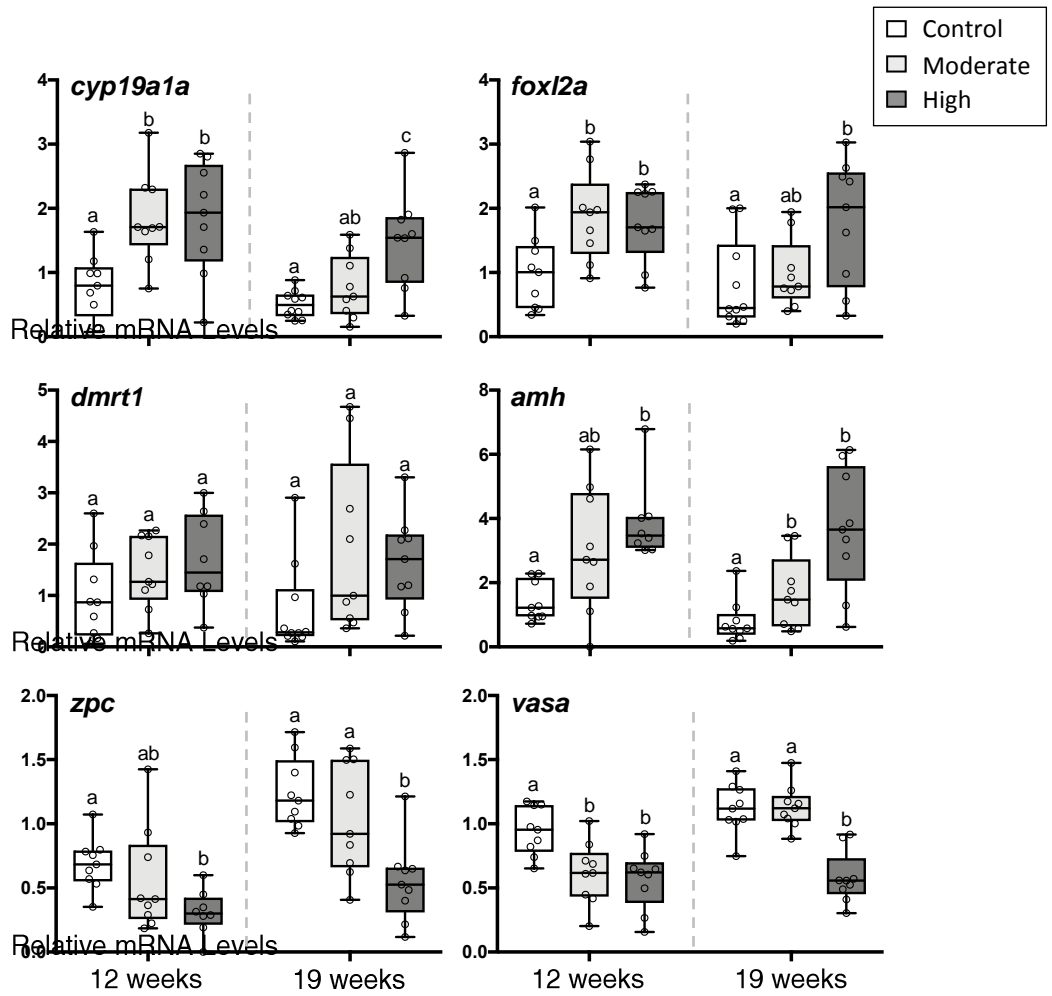 Control
Moderate
High
cyp19a1a
foxl2a
4
3
2
1
0
a
b
b
a
ab
c
4
3
2
1
0
a
b
b
a
ab
b
Relative mRNA Levels
dmrt1
amh
5
4
3
2
1
0
a
a
a
a
a
a
8
6
4
2
0
a
ab
b
a
b
b
Relative mRNA Levels
zpc
vasa
2.0
1.5
1.0
0.5
0.0
a
ab
b
a
a
b
2.0
1.5
1.0
0.5
0.0
a
b
b
a
a
b
Relative mRNA Levels
12 weeks
19 weeks
12 weeks
19 weeks